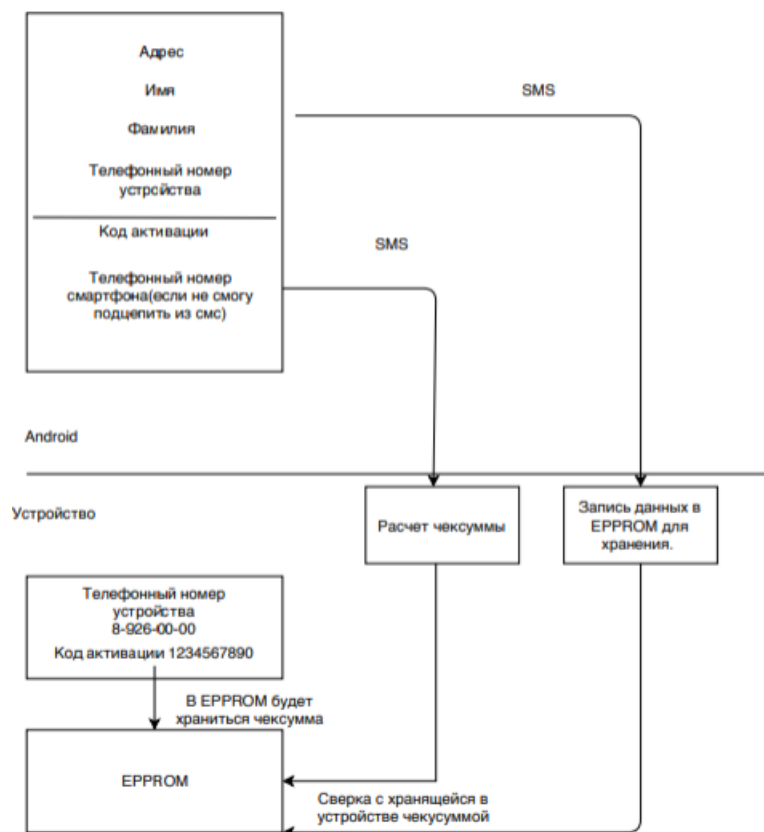 Адрес
Имя
Фамилия
Телефонный номер
устройства
Код активации
Телефонный номер
смартфона(если не смогу
подцепить из смс)
SMS
SMS
Android
Устройство
Расчет чексуммы
Запись данных в
EPPROM для
хранения.
Телефонный номер
устройства
8-926-00-00
Код активации 1234567890
В EPPROM будет
храниться чексумма
EPPROM
Сверка с хранящейся в
устройстве чекусуммой